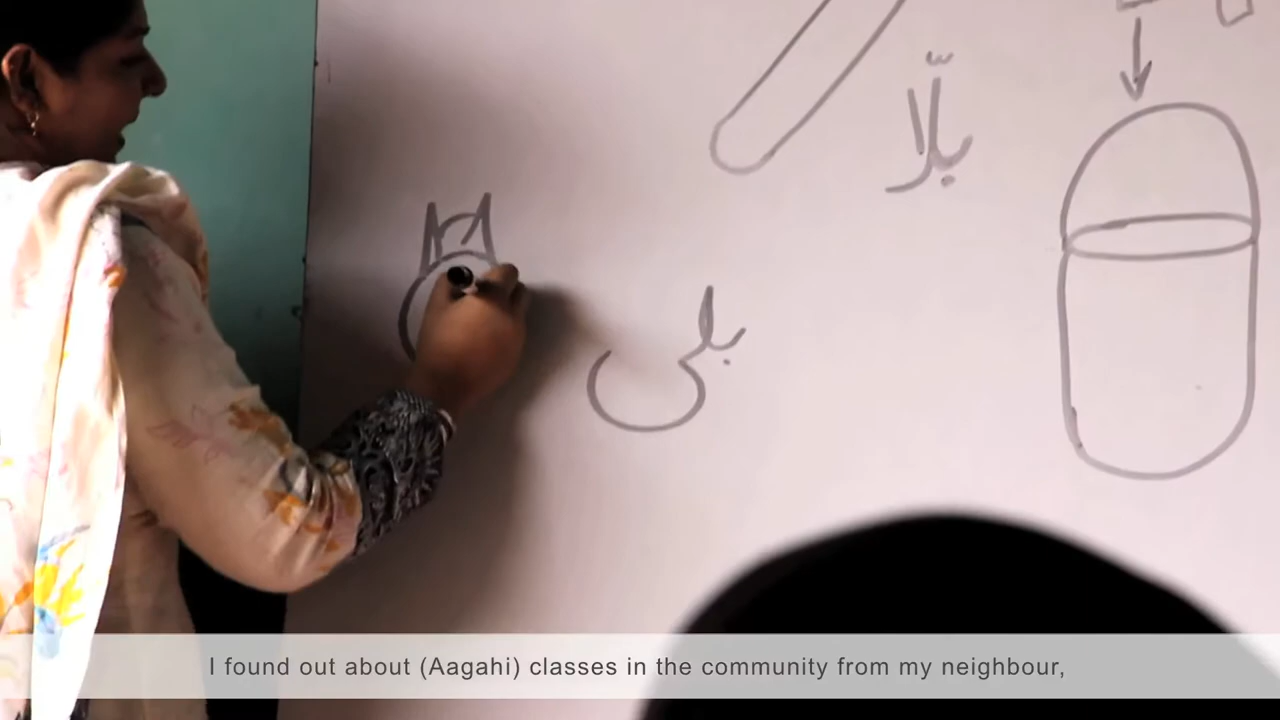 بلّا
بلی
I found out about (Aagahi) classes in the community from my neighbour,